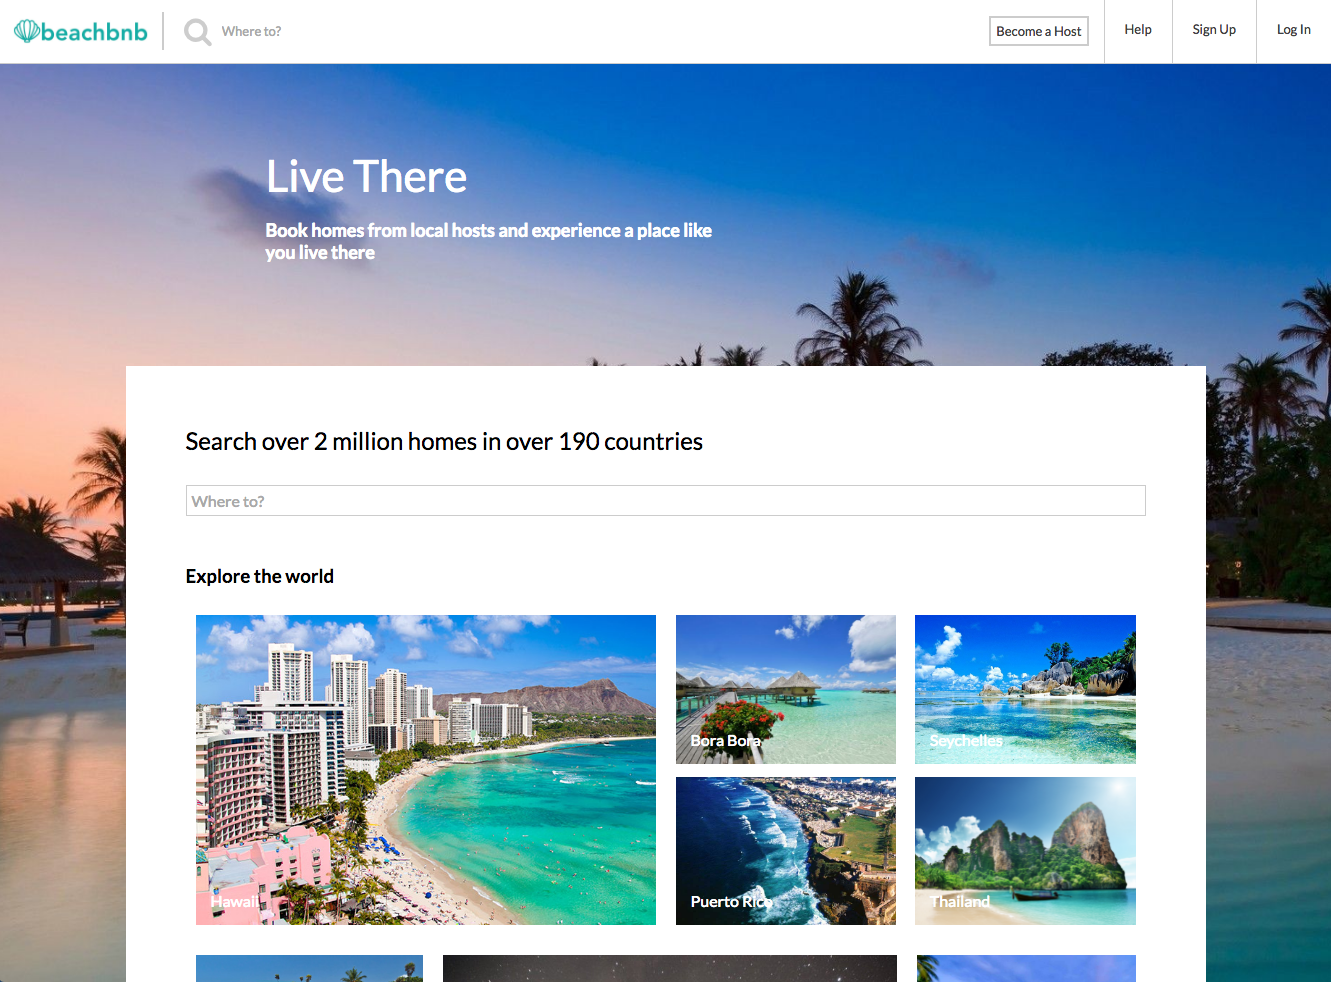 beachbnb
Where to?
Become a Host
Help
Sign Up
Log In
Live There
Book homes from local hosts and experience a place like
you live there
Search over 2 million homes in over 190 countries
Where to?
Explore the world
Hawaii
Bora Bora
Seychelles
Puerto Rico
Thailand